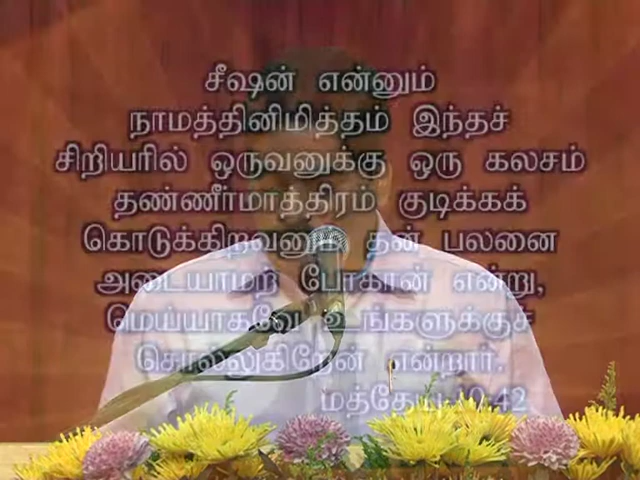 சீஷன் என்னும்
நாமத்தினிமித்தம் இந்தச்
சிறியரில் ஒருவனுக்கு ஒரு கலசம்
தண்ணீர்மாத்திரம் குடிக்கக்
கொடுக்கிறவனும் தன் பலனை
அடையாமற் போகான் என்று,
மெய்யாகவே உங்களுக்குச்
சொல்லுகிறேன் என்றார்.
மத்தேயு 10:42